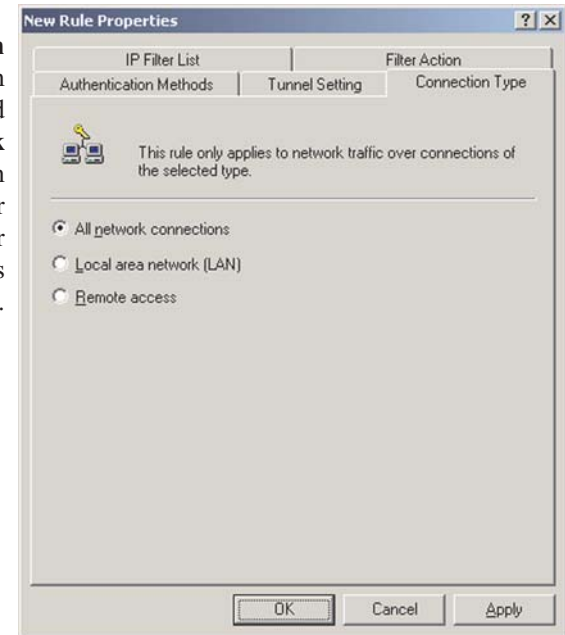 New Rule Properties
? ×
IP Filter List
Filter Action
Authentication Methods
Tunnel Setting
Connection Type
This rule only applies to network traffic over connections of
the selected type.
All network connections
Local area network (LAN)
Remote access
OK
Cancel
Apply